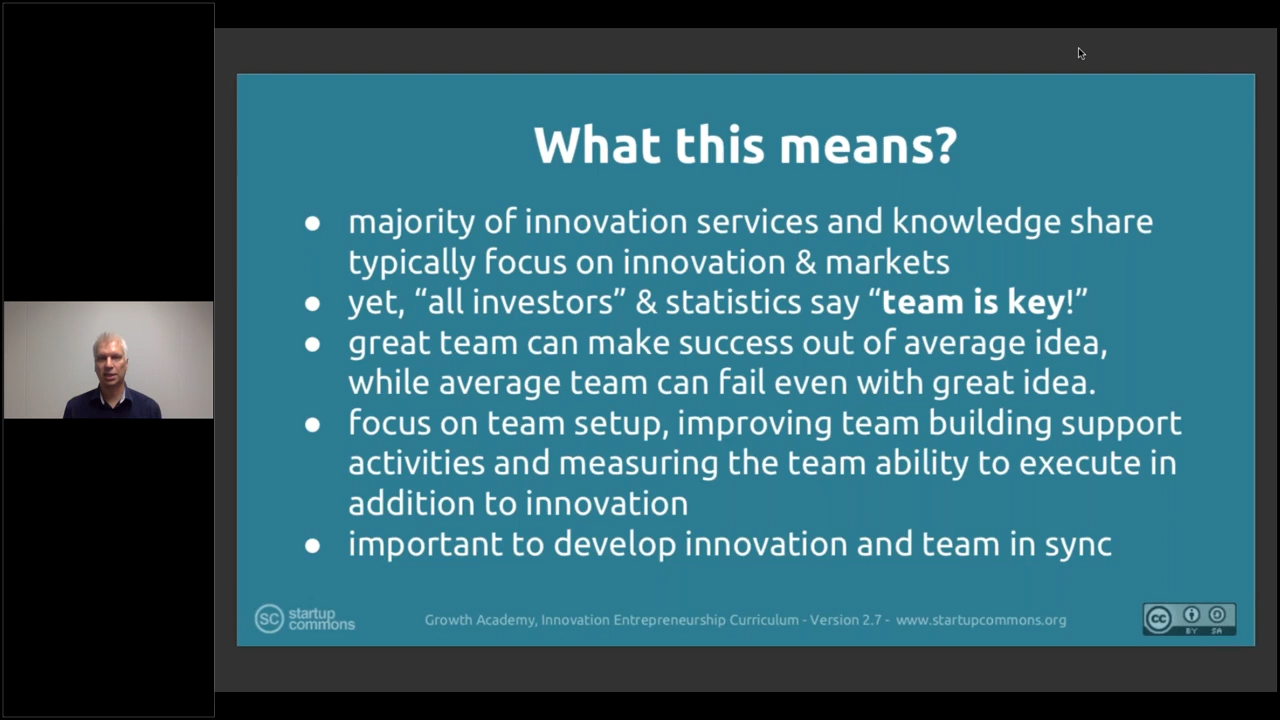 What this means?
● majority of innovation services and knowledge share
typically focus on innovation & markets
● yet, “all investors” & statistics say “team is key!”
● great team can make success out of average idea,
while average team can fail even with great idea.
● focus on team setup, improving team building support
activities and measuring the team ability to execute in
addition to innovation
● important to develop innovation and team in sync
SC startup
commons
Growth Academy, Innovation Entrepreneurship Curriculum - Version 2.7 - www.startupcommons.org
cc
BY SA